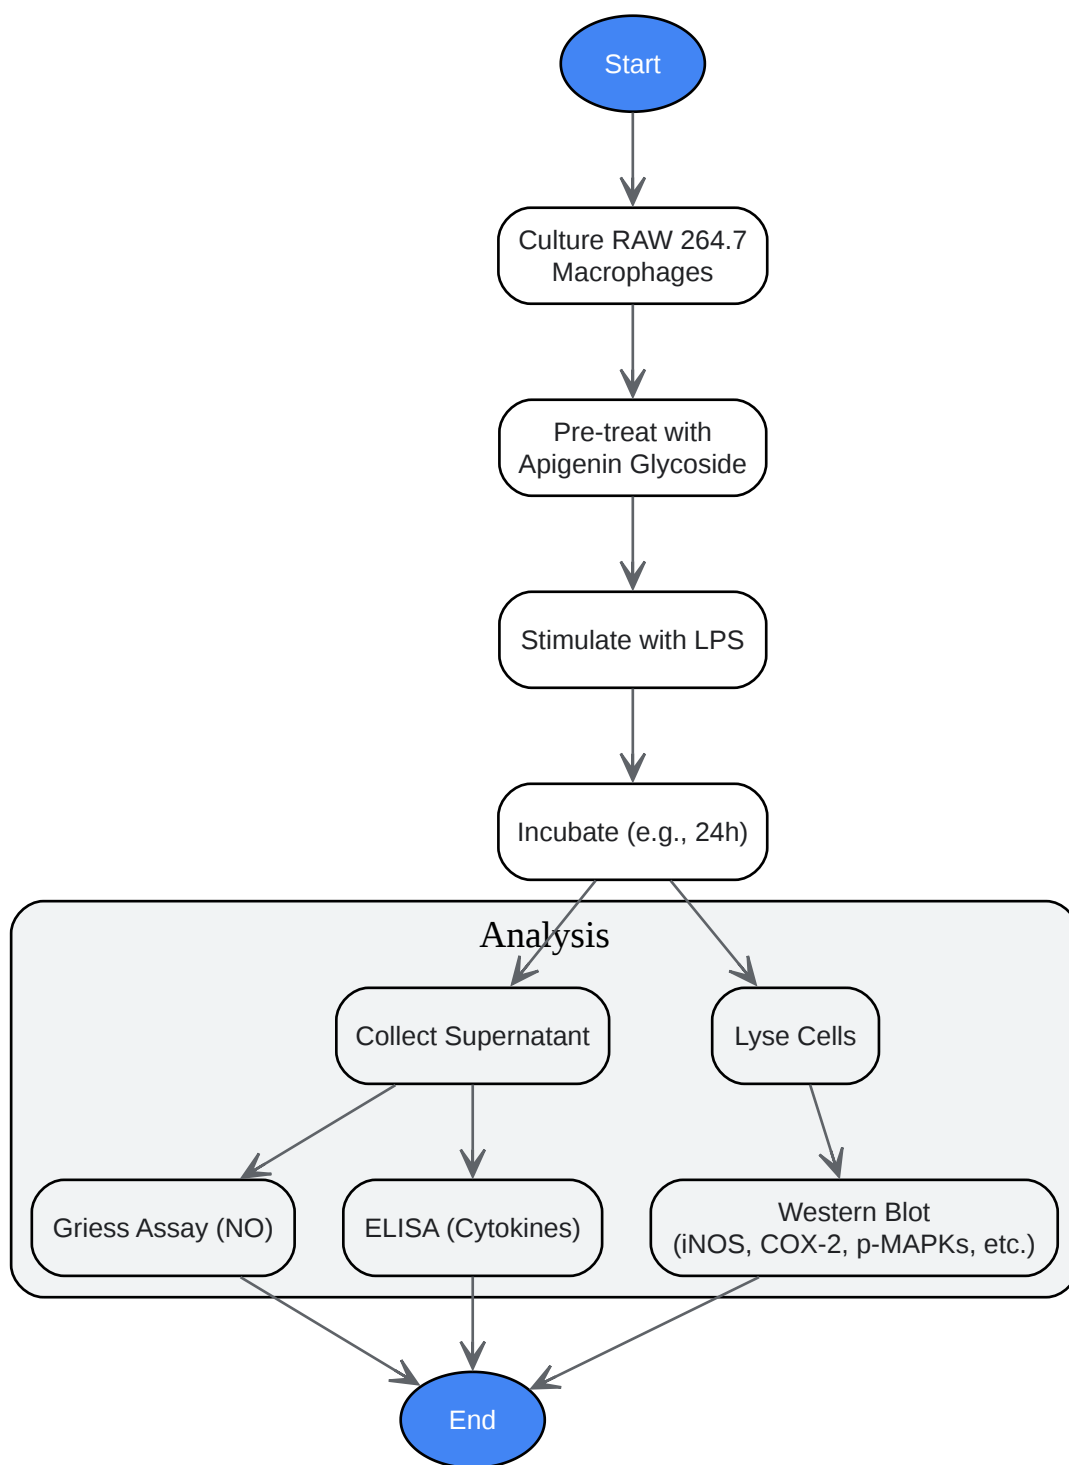 Start
Culture RAW 264.7
Macrophages
Pre-treat with
Apigenin Glycoside
Stimulate with LPS
Incubate (e.g., 24h)
Analysis
Collect Supernatant
Lyse Cells
Griess Assay (NO)
ELISA (Cytokines)
Western Blot
(iNOS, COX-2, p-MAPKs, etc.)
End